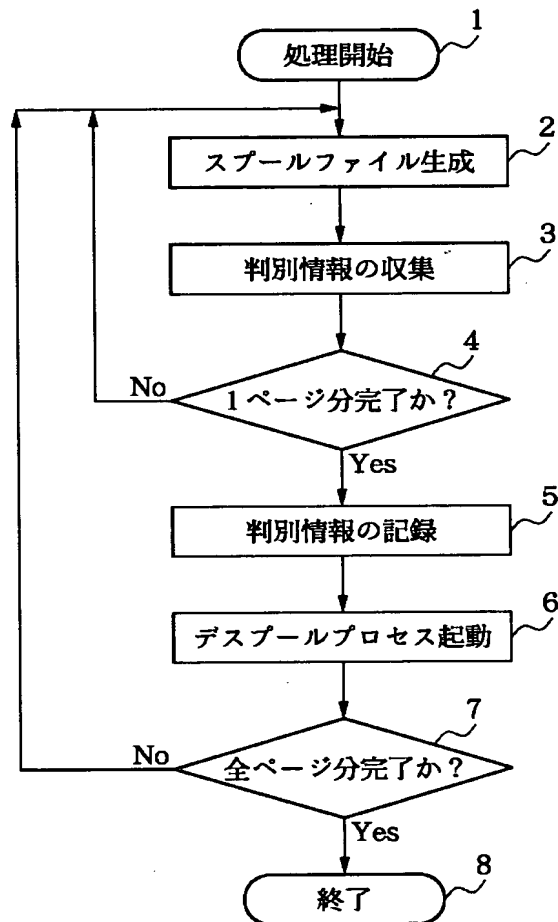 1
処理開始
2
スプールファイル生成
3
判別情報の収集
4
No
1ページ分完了か?
Yes
5
判別情報の記録
6
デスプールプロセス起動
7
No
全ページ分完了か?
Yes
8
終了